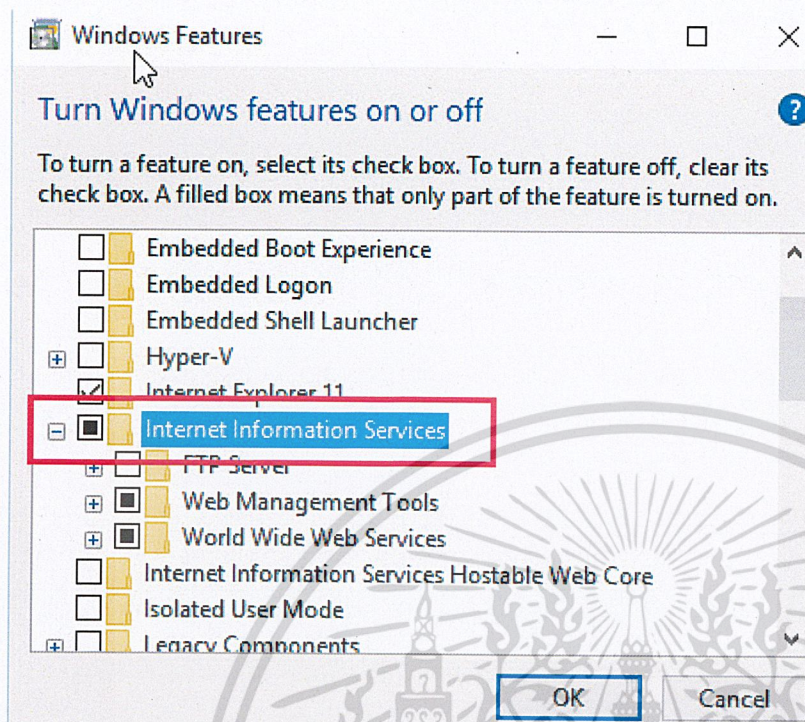 Windows Features
Turn Windows features on or off
?
To turn a feature on, select its check box. To turn a feature off, clear its
check box. A filled box means that only part of the feature is turned on.
Embedded Boot Experience
Embedded Logon
Embedded Shell Launcher
Hyper-V
Internet Explorer 11
Internet Information Services
FTP Server
Web Management Tools
World Wide Web Services
Internet Information Services Hostable Web Core
Isolated User Mode
Legacy Components
OK
Cancel